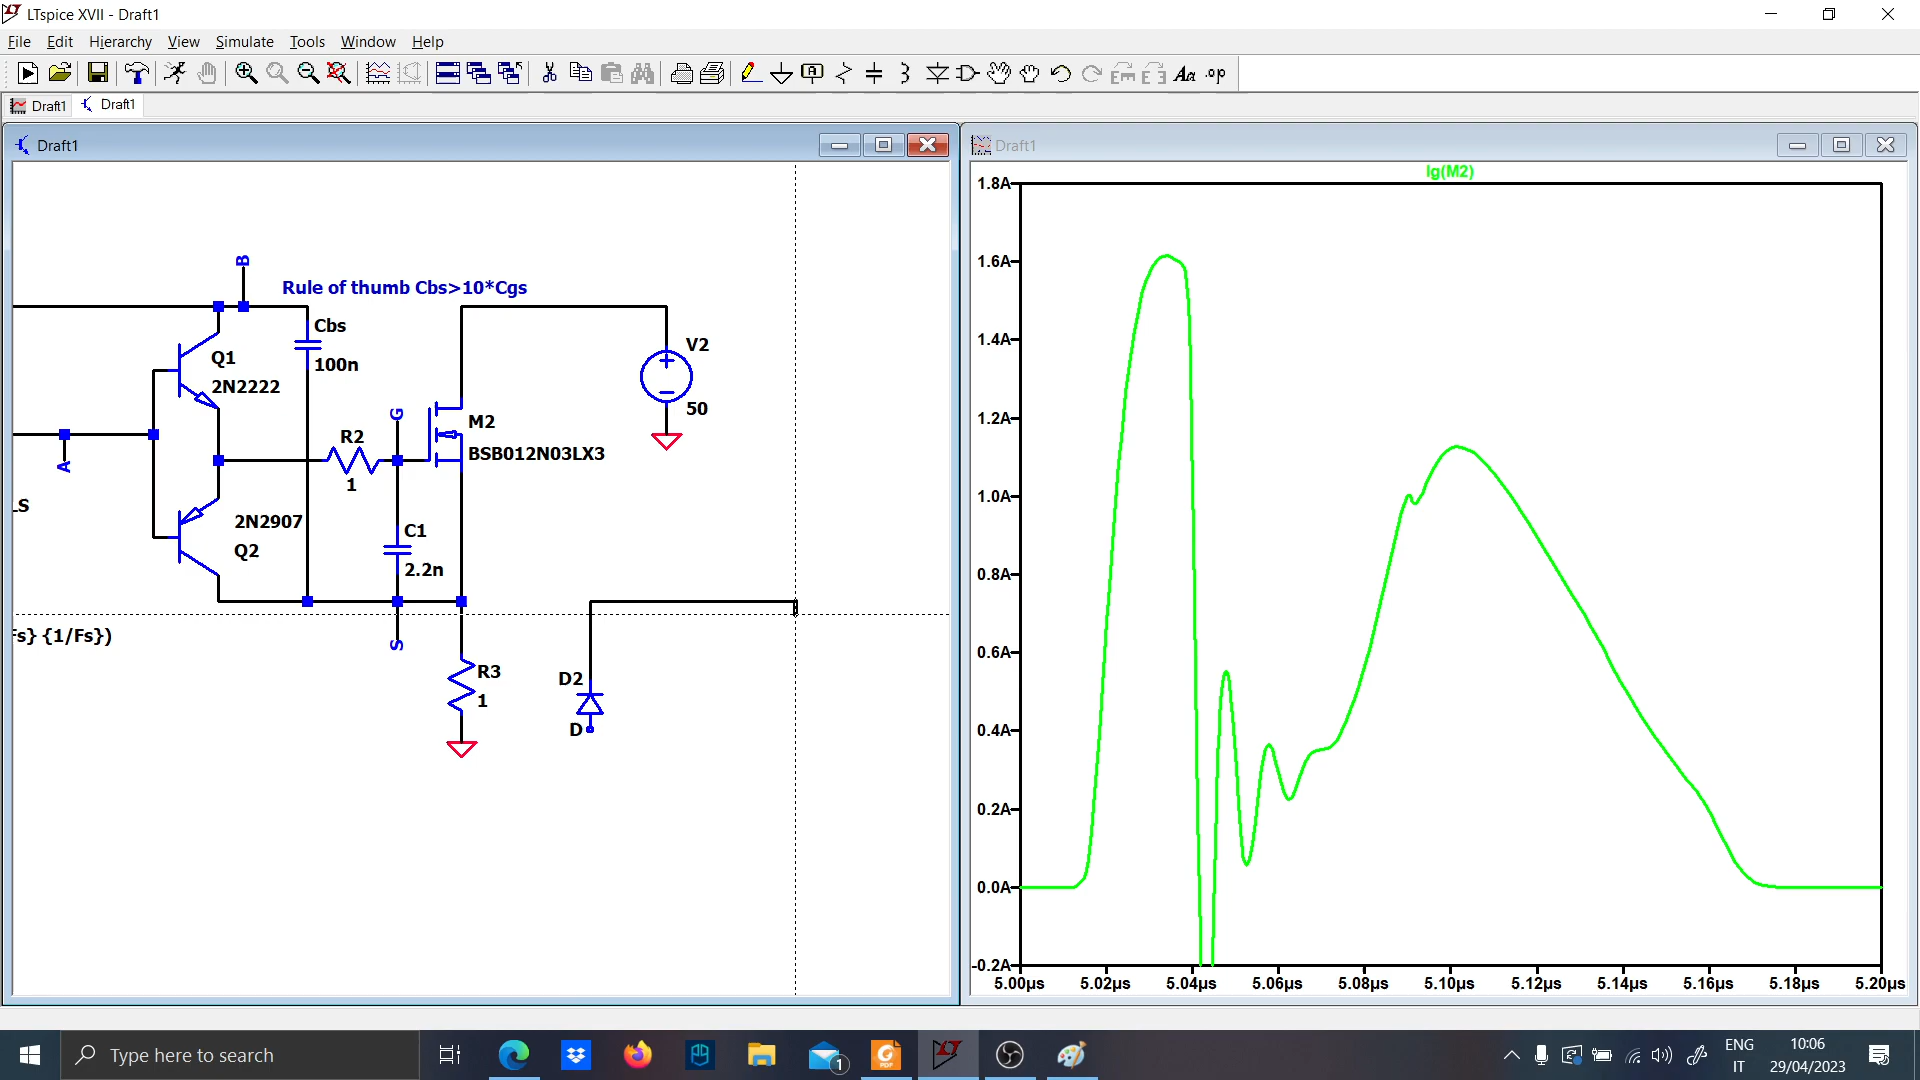 LTspice XVII - Draft1
File Edit Hierarchy View Simulate Tools Window Help
Draft1 Draft1
Draft1
B
Rule of thumb Cbs>10*Cgs
Cbs
100n
Q1
2N2222
V2
50
A
G
R2
1
M2
BSB012N03LX3
LS
2N2907
Q2
C1
2.2n
Fs} {1/Fs})
S
R3
1
D2
D
Draft1
Ig(M2)
1.8A
1.6A
1.4A
1.2A
1.0A
0.8A
0.6A
0.4A
0.2A
0.0A
-0.2A
5.00µs 5.02µs 5.04µs 5.06µs 5.08µs 5.10µs 5.12µs 5.14µs 5.16µs 5.18µs 5.20µs
Type here to search
1
ENG
IT
10:06
29/04/2023